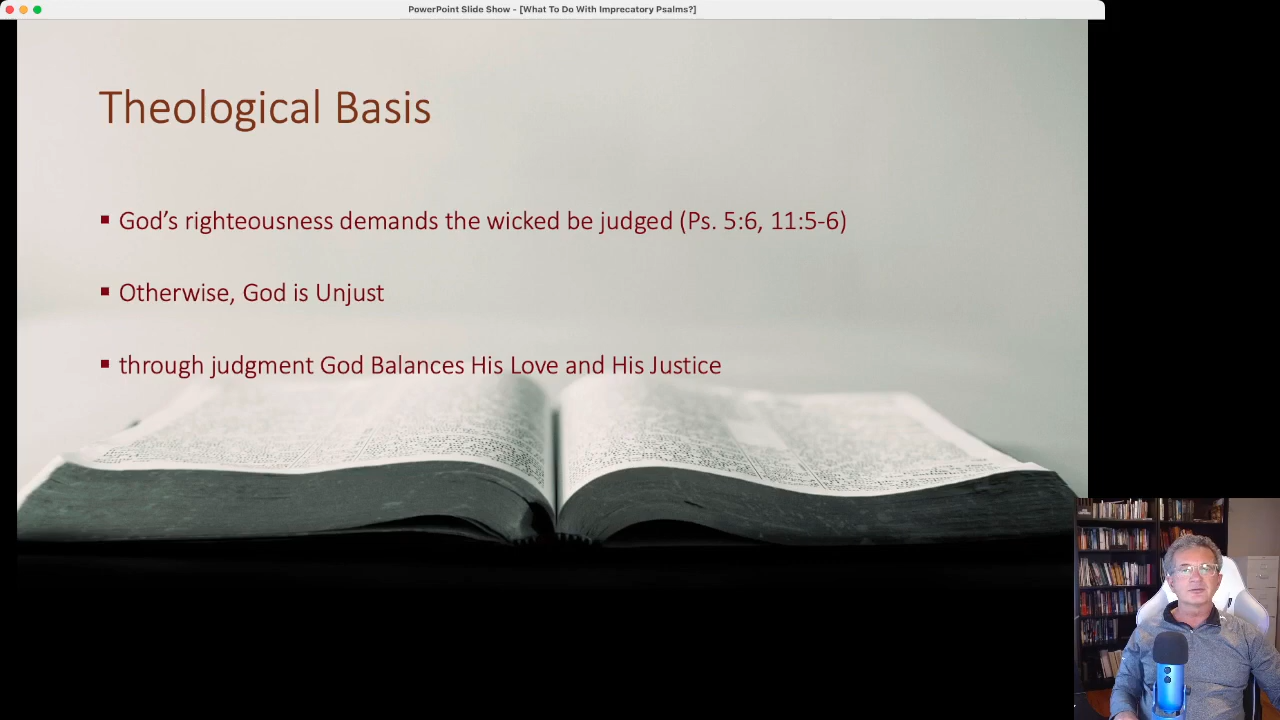 PowerPoint Slide Show - [What To Do With Imprecatory Psalms?]
Theological Basis
▪ God’s righteousness demands the wicked be judged (Ps. 5:6, 11:5-6)
▪ Otherwise, God is Unjust
▪ through judgment God Balances His Love and His Justice